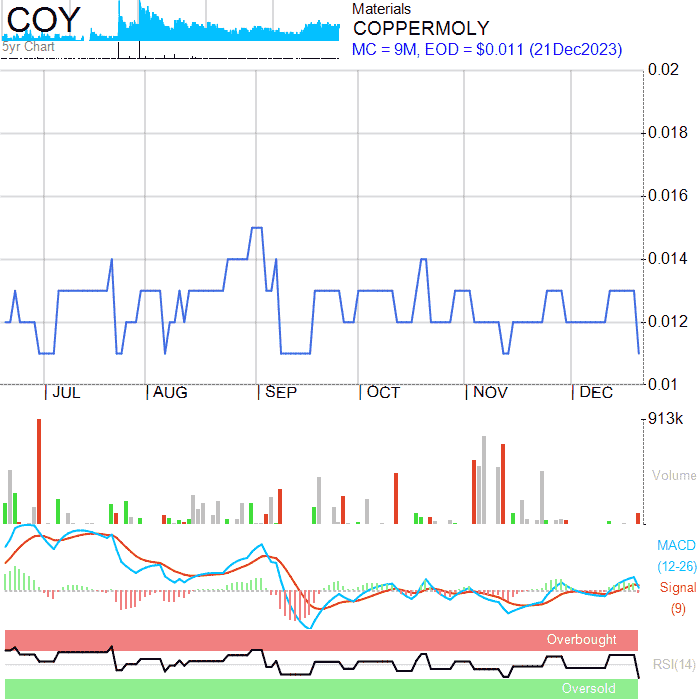 COY
5yr Chart
Materials
COPPERMOLY
MC = 9M, EOD = $0.011 (21Dec2023)
0.02
0.018
0.016
0.014
0.012
0.01
JUL AUG SEP OCT NOV DEC
913k
Volume
MACD
(12-26)
Signal
(9)
Overbought
RSI(14)
Oversold